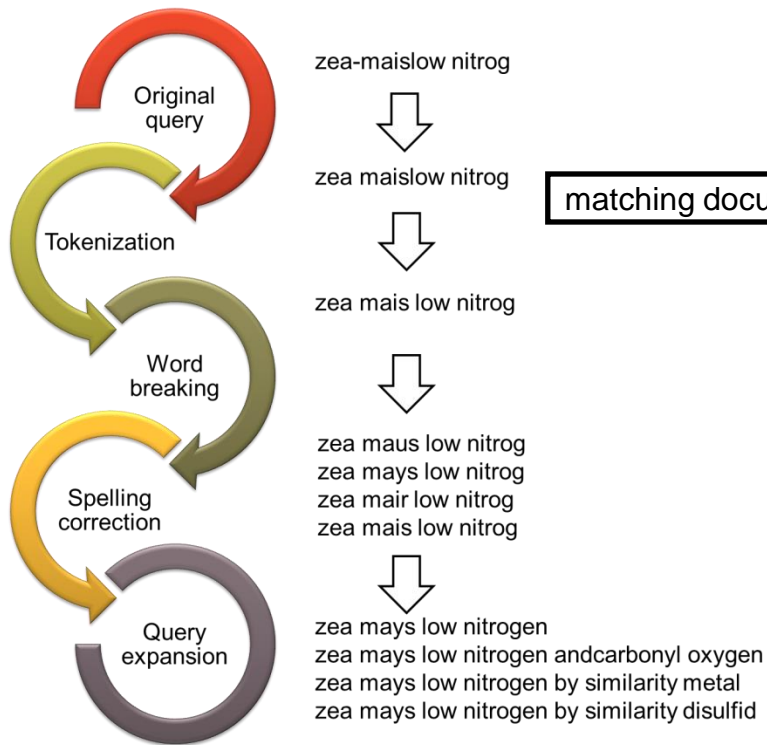 Original
query
zea-maislow nitrog
Tokenization
zea maislow nitrog
matching docu
Word
breaking
zea mais low nitrog
Spelling
correction
zea maus low nitrog
zea mays low nitrog
zea mair low nitrog
zea mais low nitrog
Query
expansion
zea mays low nitrogen
zea mays low nitrogen andcarbonyl oxygen
zea mays low nitrogen by similarity metal
zea mays low nitrogen by similarity disulfid